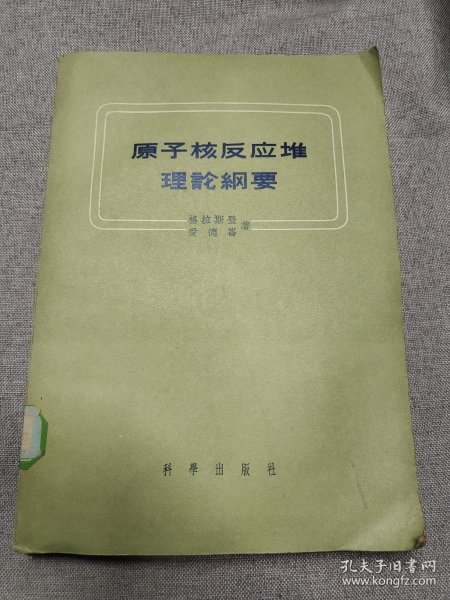 原子核反应堆
理論綱要
格拉斯登
愛德崙
著
科學出版社
孔夫子旧书网
www.kongfz.com